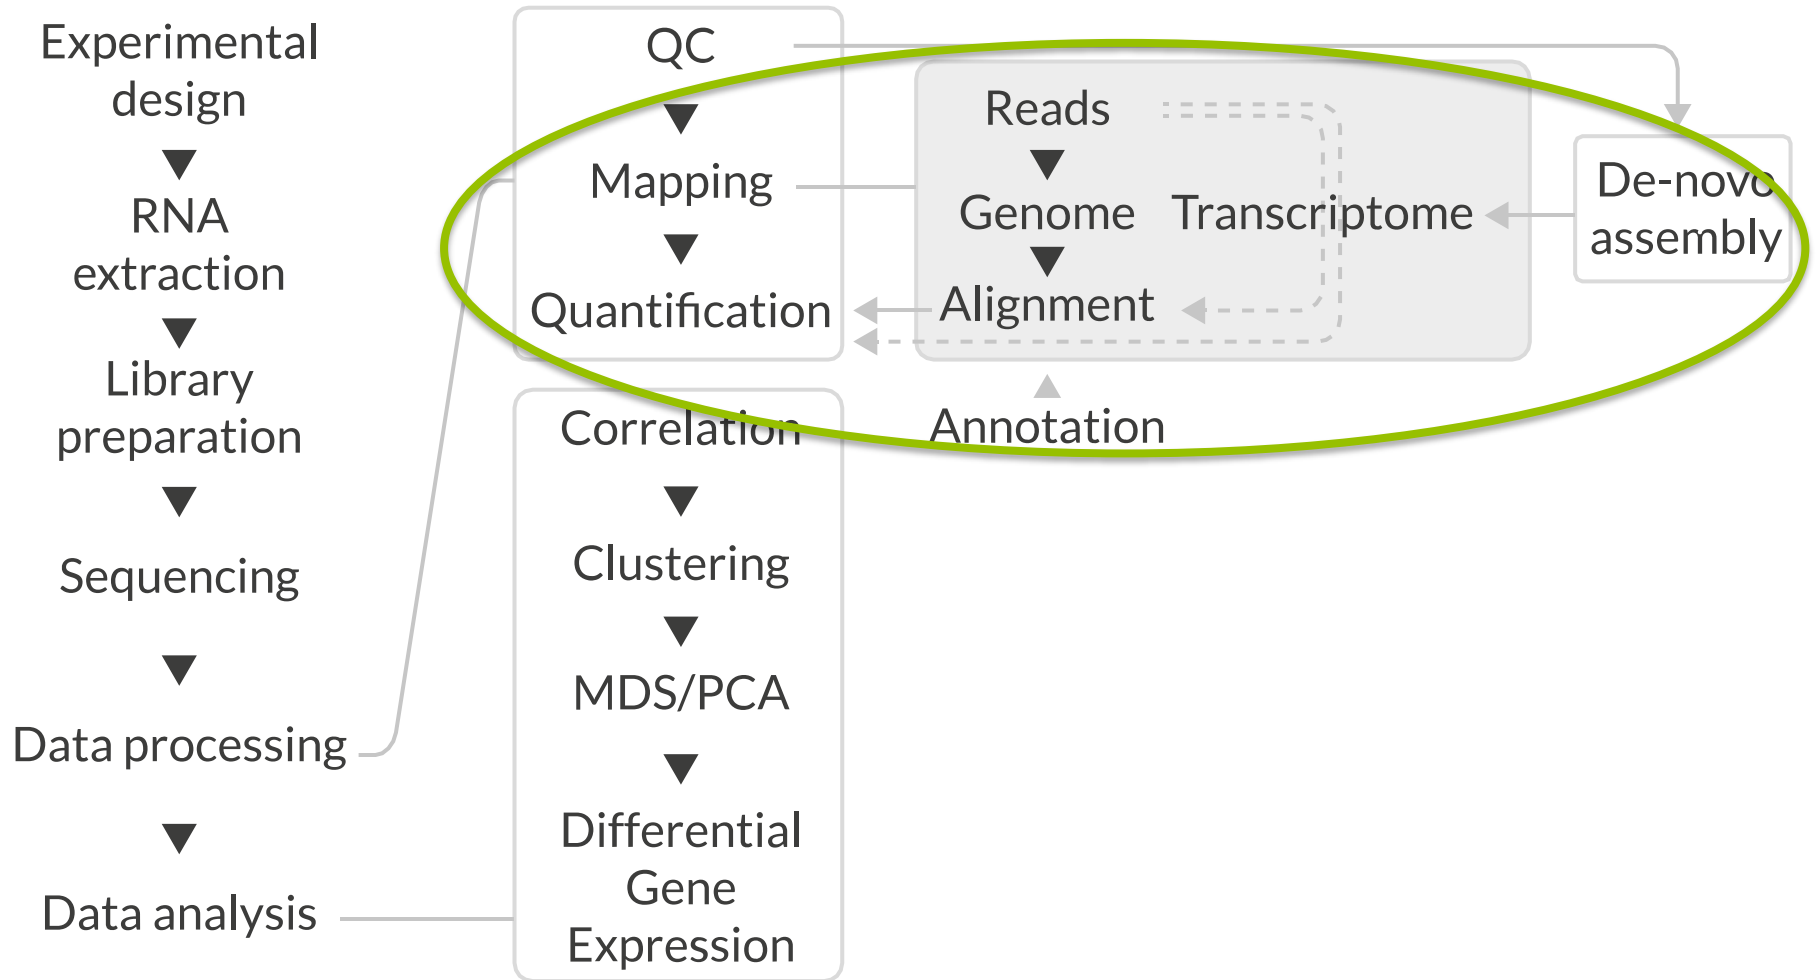 Experimental
design
RNA
extraction
Library
preparation
Sequencing
Data processing
Data analysis
QC
Mapping
Quantification
Reads
Genome
Transcriptome
Alignment
De-novo
assembly
Annotation
Correlation
Clustering
MDS/PCA
Differential
Gene
Expression